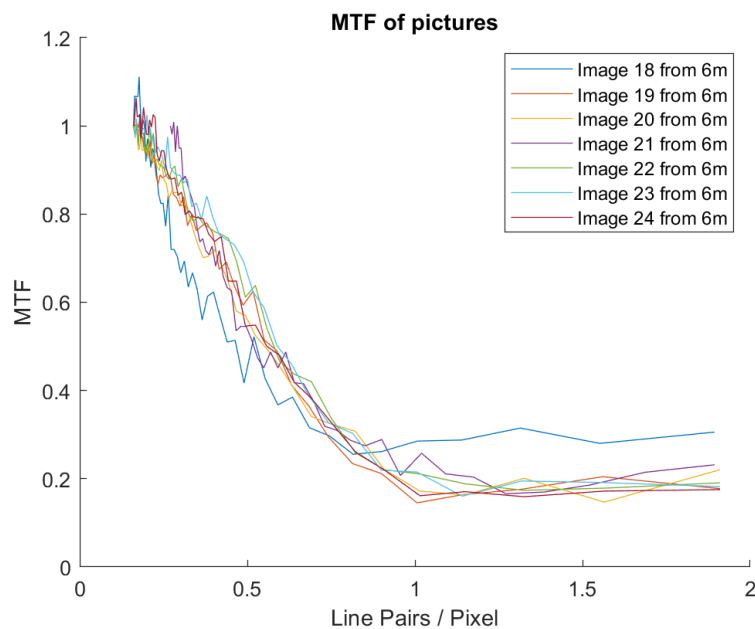 MTF of pictures
1.2
1
0.8
0.6
0.4
0.2
0
MTF
0
0.5
1
1.5
2
Line Pairs / Pixel
Image 18 from 6m
Image 19 from 6m
Image 20 from 6m
Image 21 from 6m
Image 22 from 6m
Image 23 from 6m
Image 24 from 6m